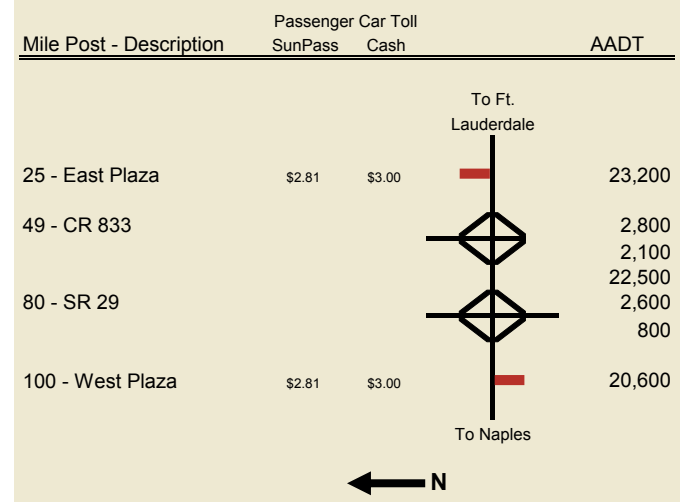 Passenger Car Toll
Mile Post - Description SunPass Cash AADT
To Ft.
Lauderdale
25 - East Plaza $2.81 $3.00 23,200
49 - CR 833 2,800
2,100
22,500
80 - SR 29 2,600
800
100 - West Plaza $2.81 $3.00 20,600
To Naples
N